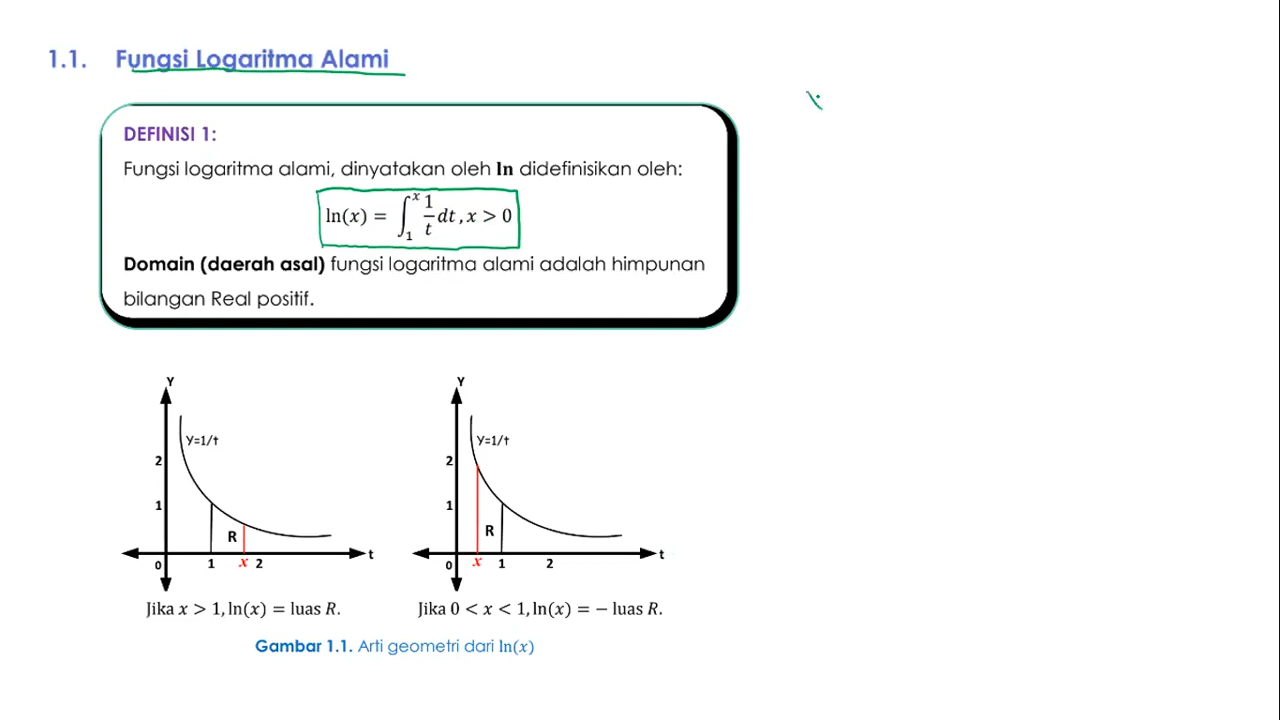 1.1. Fungsi Logaritma Alami
DEFINISI 1:
Fungsi logaritma alami, dinyatakan oleh ln didefinisikan oleh:
ln(x) = ∫₁ˣ 1/t dt , x > 0
Domain (daerah asal) fungsi logaritma alami adalah himpunan
bilangan Real positif.
Y
Y=1/t
2
1
R
0 1 x 2 t
Jika x > 1, ln(x) = luas R.
Y
Y=1/t
2
1
R
0 x 1 2 t
Jika 0 < x < 1, ln(x) = − luas R.
Gambar 1.1. Arti geometri dari ln(x)